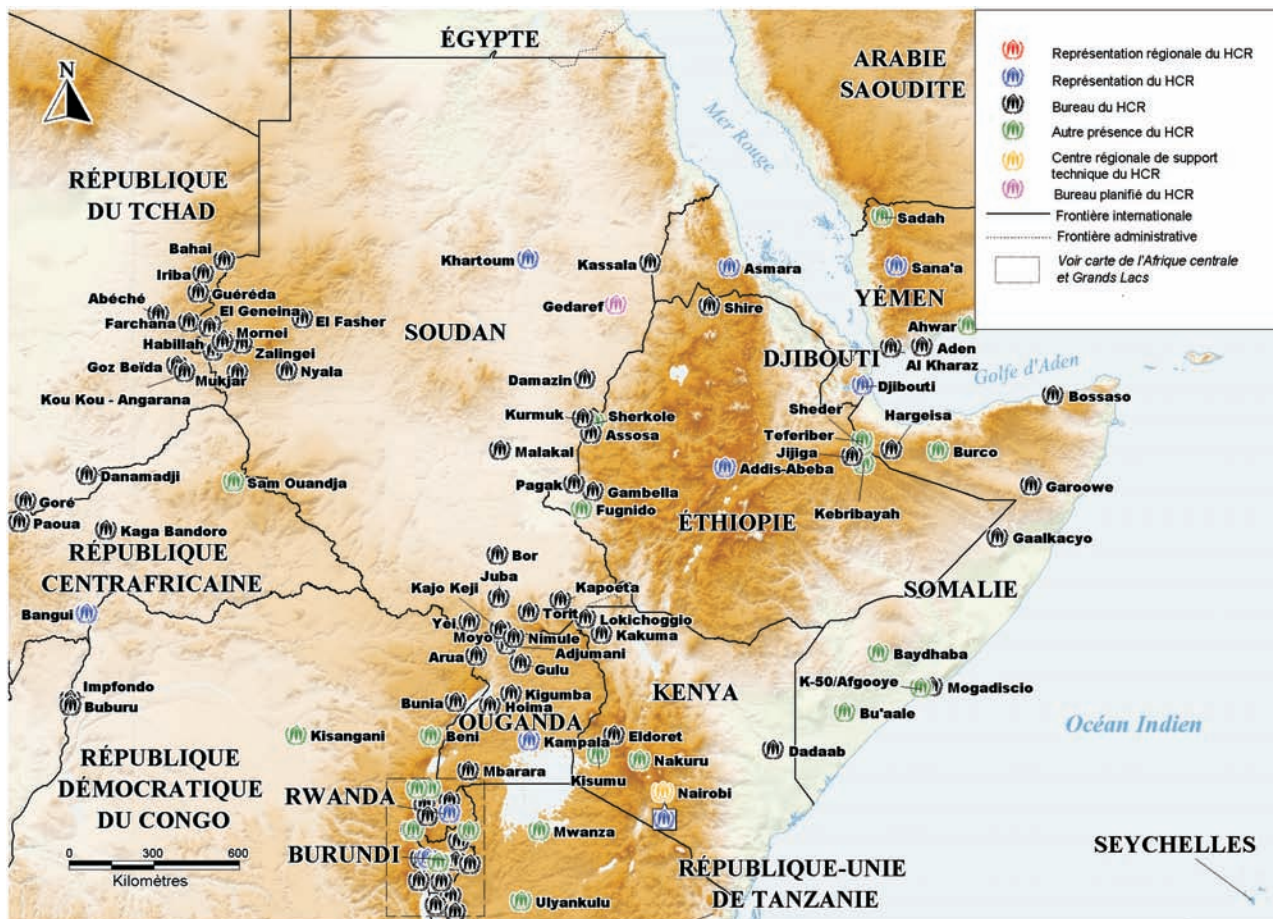 ÉGYPTE
ARABIE
SAOUDITE
N
Mer Rouge
RÉPUBLIQUE
DU TCHAD
Représentation régionale du HCR
Représentation du HCR
Bureau du HCR
Autre présence du HCR
Centre régionale de support
technique du HCR
Bureau planifié du HCR
Frontière internationale
Frontière administrative
Voir carte de l'Afrique centrale
et Grands Lacs
Sadah
Bahai
Khartoum
Kassala
Asmara
Sana'a
Iriba
YÉMEN
Guéréda
Abéché
El Geneina
Gedaref
Shire
Farchana
El Fasher
SOUDAN
Ahwar
Mornei
Habillah
Zalingei
DJIBOUTI
Aden
Al Kharaz
Goz Beïda
Mukjar
Nyala
Damazin
Djibouti
Golfe d'Aden
Bossaso
Kou Kou - Angarana
Kurmuk
Sherkole
Sheder
Hargeisa
Assosa
Teferiber
Malakal
Jijiga
Burco
Addis-Abeba
Danamadji
Sam Ouandja
Pagak
Gambella
Garoowe
Goré
Fugnido
Kebribayah
Paoua
Kaga Bandoro
ÉTHIOPIE
Gaalkacyo
RÉPUBLIQUE
CENTRAFRICAINE
Bor
Juba
Kajo Keji
Kapoeta
SOMALIE
Bangui
Torit
Lokichoggio
Yei
Moyo
Nimule
Kakuma
Adjumani
Arua
Gulu
Baydhaba
Impfondo
Buburu
Bunia
Kigumba
Hoima
KENYA
K-50/Afgooye
Mogadiscio
OUGANDA
Bu'aale
Océan Indien
Kisangani
Beni
Kampala
Eldoret
Dadaab
RÉPUBLIQUE
DÉMOCRATIQUE
DU CONGO
Mbarara
Kisumu
Nakuru
RWANDA
Nairobi
Mwanza
BURUNDI
0 300 600
Kilomètres
RÉPUBLIQUE-UNIE
DE TANZANIE
SEYCHELLES
Ulyankulu